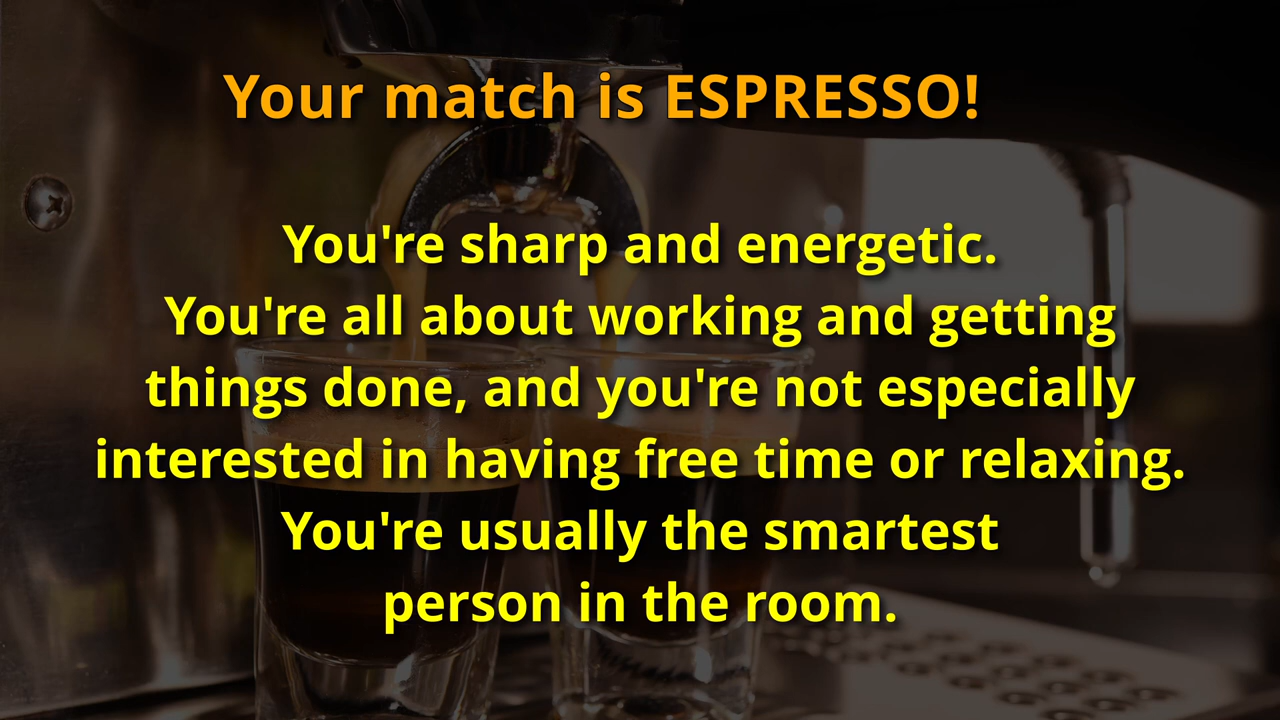 Your match is ESPRESSO!
You're sharp and energetic.
You're all about working and getting
things done, and you're not especially
interested in having free time or relaxing.
You're usually the smartest
person in the room.